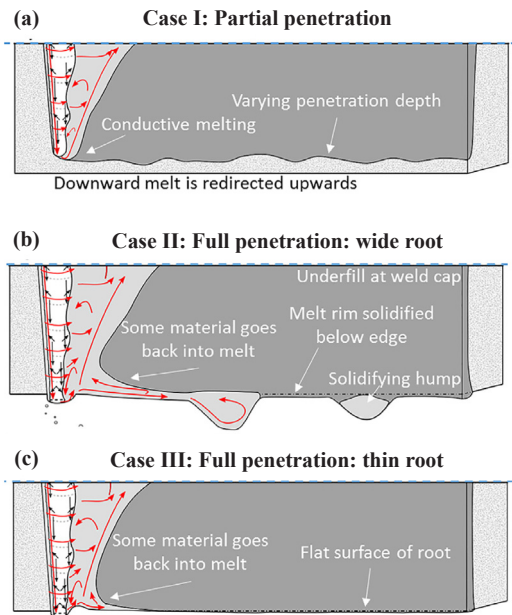 (a) Case I: Partial penetration
Varying penetration depth
Conductive melting
Downward melt is redirected upwards
(b) Case II: Full penetration: wide root
Underfill at weld cap
Melt rim solidified
below edge
Some material goes
back into melt
Solidifying hump
(c) Case III: Full penetration: thin root
Some material goes
back into melt
Flat surface of root